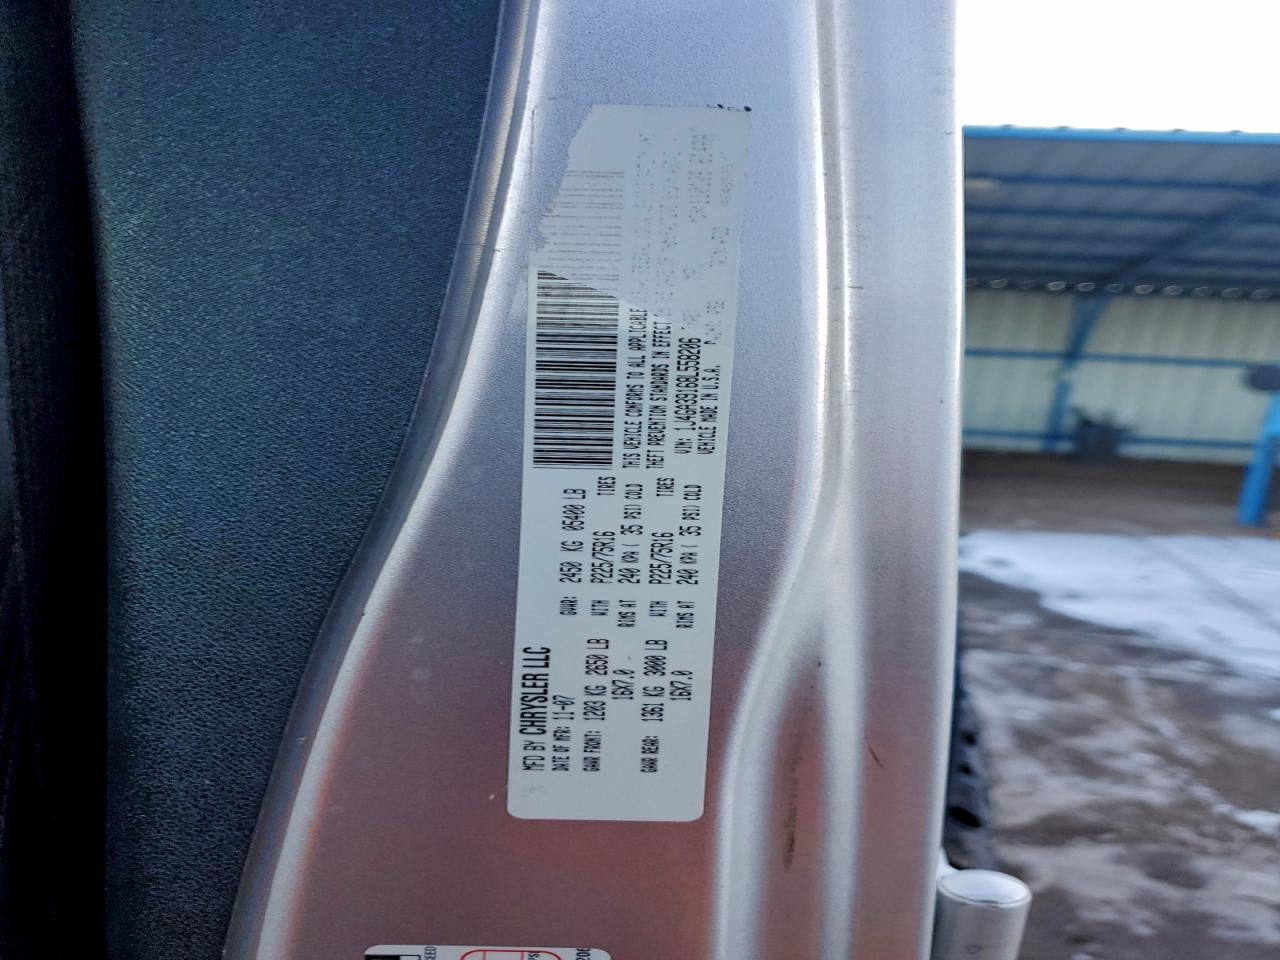 MFD BY CHRYSLER LLC
DATE OF MFR: 11-07 GVWR: 2450 KG 05400 LB
GAWR FRONT: 1203 KG 2650 LB WITH P225/75R16 TIRES
16X7.0 RIMS AT 240 KPA ( 35 PSI) COLD
GAWR REAR: 1361 KG 3000 LB WITH P225/75R16 TIRES
16X7.0 RIMS AT 240 KPA ( 35 PSI) COLD
THIS VEHICLE CONFORMS TO ALL APPLICABLE
THEFT PREVENTION STANDARDS IN EFFECT
VIN: 1J4GA39168L558206
VEHICLE MADE IN U.S.A.